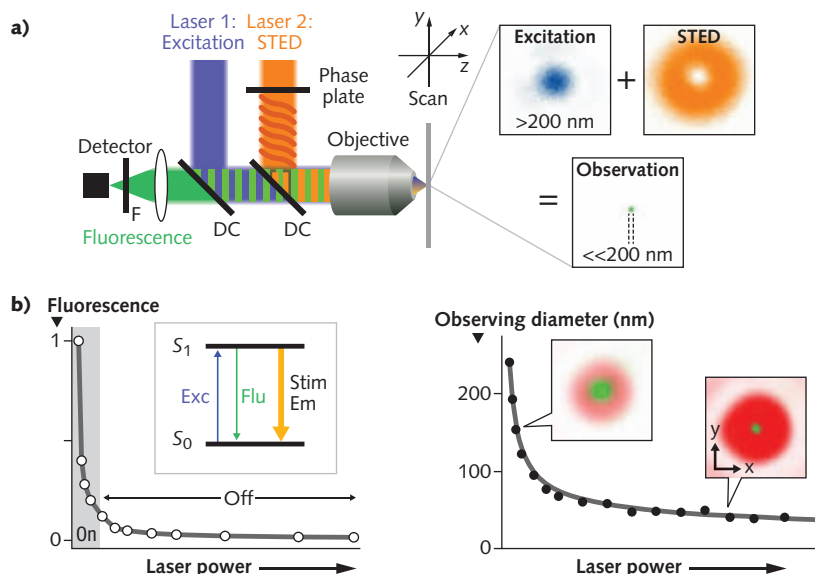 a)
Laser 1:
Excitation
Laser 2:
STED
Phase
plate
Detector
Objective
F
Fluorescence
DC
DC
y
x
z
Scan
Excitation
>200 nm
+
STED
=
Observation
<<200 nm
b)
Fluorescence
1
0
On
Off
S1
S0
Exc
Flu
Stim
Em
Laser power
Observing diameter (nm)
200
100
0
y
x
Laser power